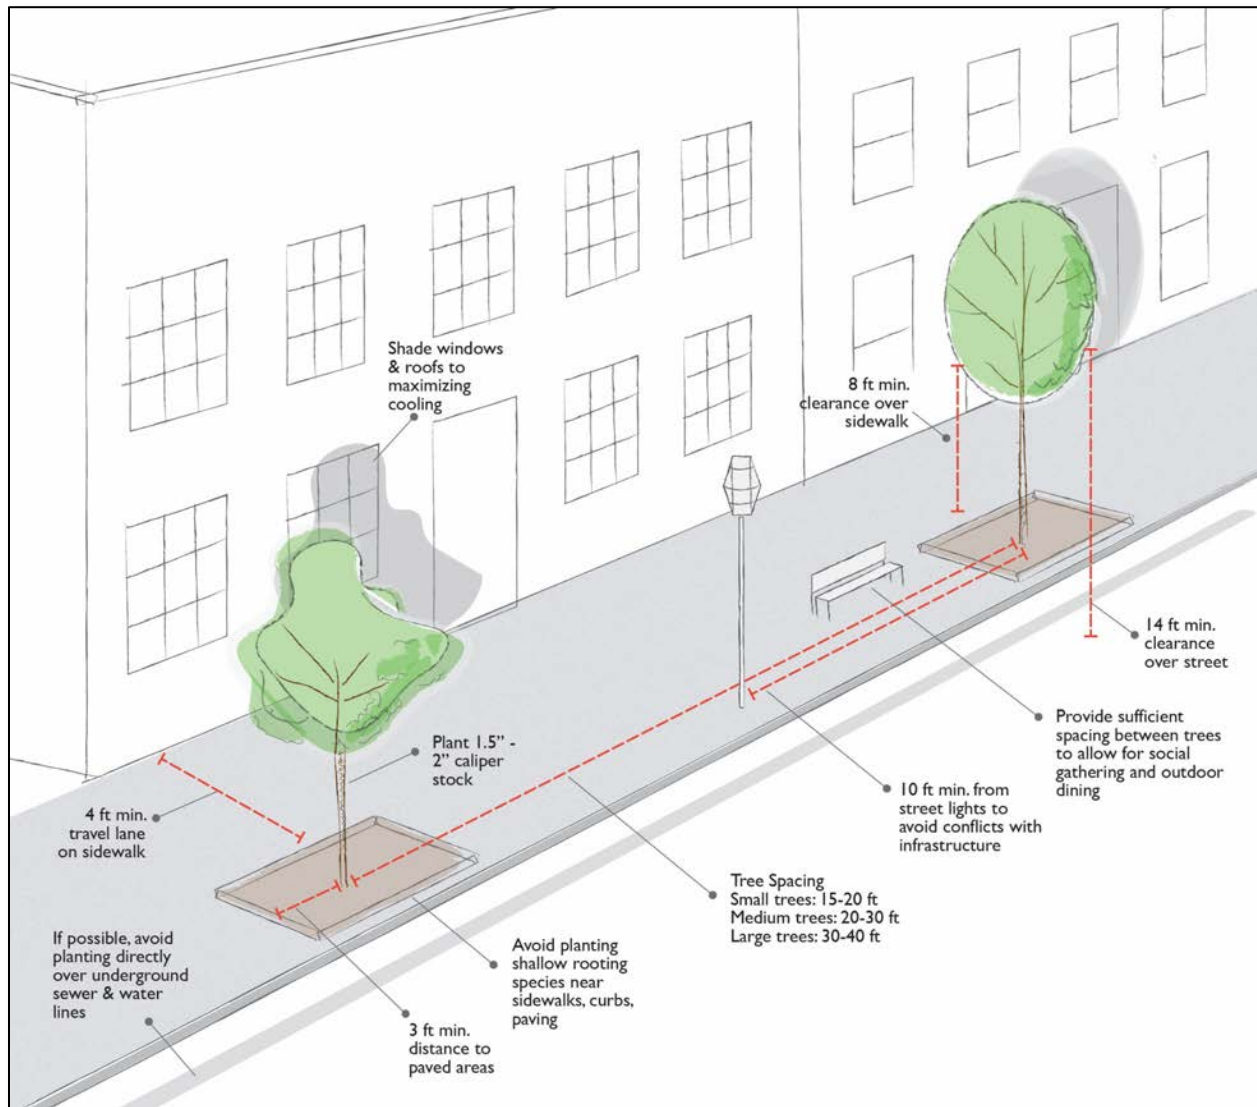 Shade windows
& roofs to
maximizing
cooling
8 ft min.
clearance over
sidewalk
14 ft min.
clearance
over street
Plant 1.5” -
2” caliper
stock
4 ft min.
travel lane
on sidewalk
Provide sufficient
spacing between trees
to allow for social
gathering and outdoor
dining
10 ft min. from
street lights to
avoid conflicts with
infrastructure
Tree Spacing
Small trees: 15-20 ft
Medium trees: 20-30 ft
Large trees: 30-40 ft
If possible, avoid
planting directly
over underground
sewer & water
lines
Avoid planting
shallow rooting
species near
sidewalks, curbs,
paving
3 ft min.
distance to
paved areas